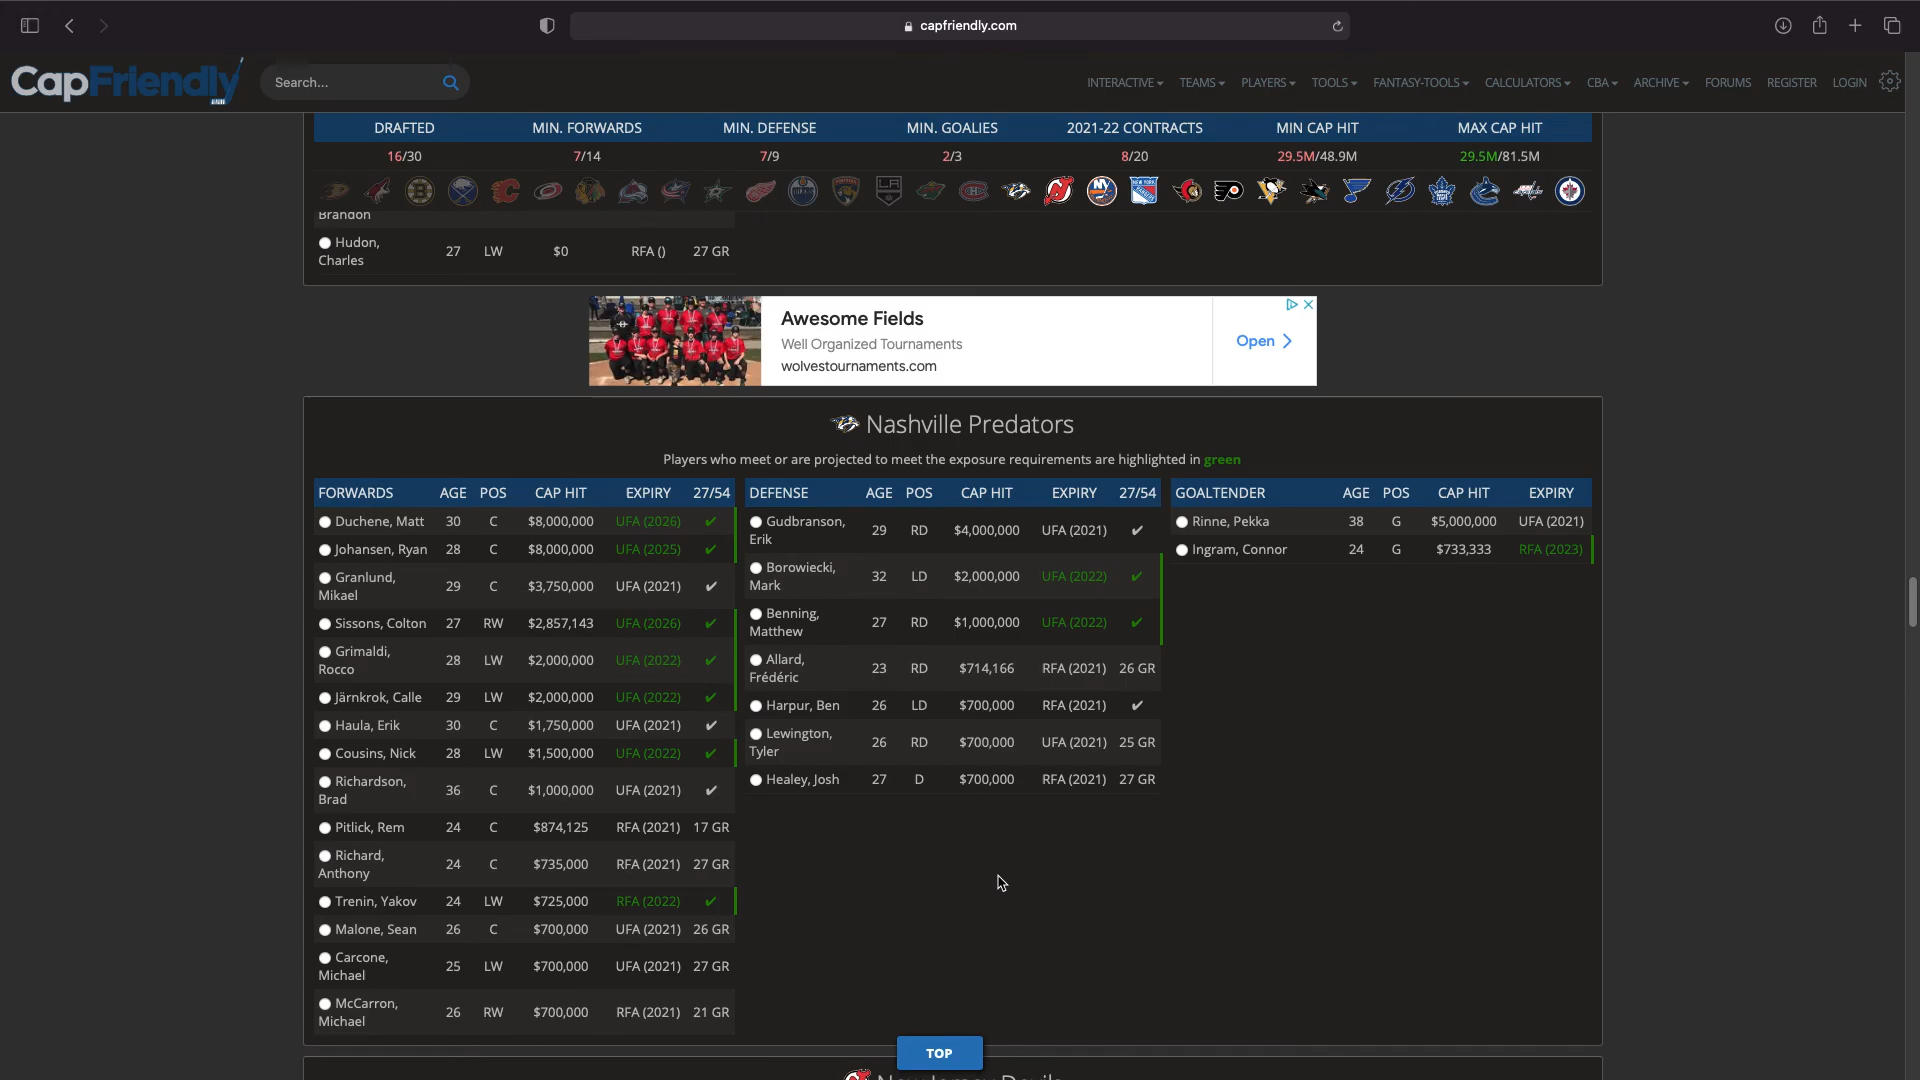 capfriendly.com
CapFriendly
Search...
INTERACTIVE TEAMS PLAYERS TOOLS FANTASY-TOOLS CALCULATORS CBA ARCHIVE FORUMS REGISTER LOGIN
DRAFTED MIN. FORWARDS MIN. DEFENSE MIN. GOALIES 2021-22 CONTRACTS MIN CAP HIT MAX CAP HIT
16/30 7/14 7/9 2/3 8/20 29.5M/48.9M 29.5M/81.5M
Brandon
Hudon, Charles 27 LW $0 RFA () 27 GR
Awesome Fields
Well Organized Tournaments
wolvestournaments.com
Open
Nashville Predators
Players who meet or are projected to meet the exposure requirements are highlighted in green
FORWARDS AGE POS CAP HIT EXPIRY 27/54
Duchene, Matt 30 C $8,000,000 UFA (2026) ✔
Johansen, Ryan 28 C $8,000,000 UFA (2025) ✔
Granlund, Mikael 29 C $3,750,000 UFA (2021) ✔
Sissons, Colton 27 RW $2,857,143 UFA (2026) ✔
Grimaldi, Rocco 28 LW $2,000,000 UFA (2022) ✔
Järnkrok, Calle 29 LW $2,000,000 UFA (2022) ✔
Haula, Erik 30 C $1,750,000 UFA (2021) ✔
Cousins, Nick 28 LW $1,500,000 UFA (2022) ✔
Richardson, Brad 36 C $1,000,000 UFA (2021) ✔
Pitlick, Rem 24 C $874,125 RFA (2021) 17 GR
Richard, Anthony 24 C $735,000 RFA (2021) 27 GR
Trenin, Yakov 24 LW $725,000 RFA (2022) ✔
Malone, Sean 26 C $700,000 UFA (2021) 26 GR
Carcone, Michael 25 LW $700,000 UFA (2021) 27 GR
McCarron, Michael 26 RW $700,000 RFA (2021) 21 GR
DEFENSE AGE POS CAP HIT EXPIRY 27/54
Gudbranson, Erik 29 RD $4,000,000 UFA (2021) ✔
Borowiecki, Mark 32 LD $2,000,000 UFA (2022) ✔
Benning, Matthew 27 RD $1,000,000 UFA (2022) ✔
Allard, Frédéric 23 RD $714,166 RFA (2021) 26 GR
Harpur, Ben 26 LD $700,000 RFA (2021) ✔
Lewington, Tyler 26 RD $700,000 UFA (2021) 25 GR
Healey, Josh 27 D $700,000 RFA (2021) 27 GR
GOALTENDER AGE POS CAP HIT EXPIRY
Rinne, Pekka 38 G $5,000,000 UFA (2021)
Ingram, Connor 24 G $733,333 RFA (2023)
TOP
New Jersey Devils